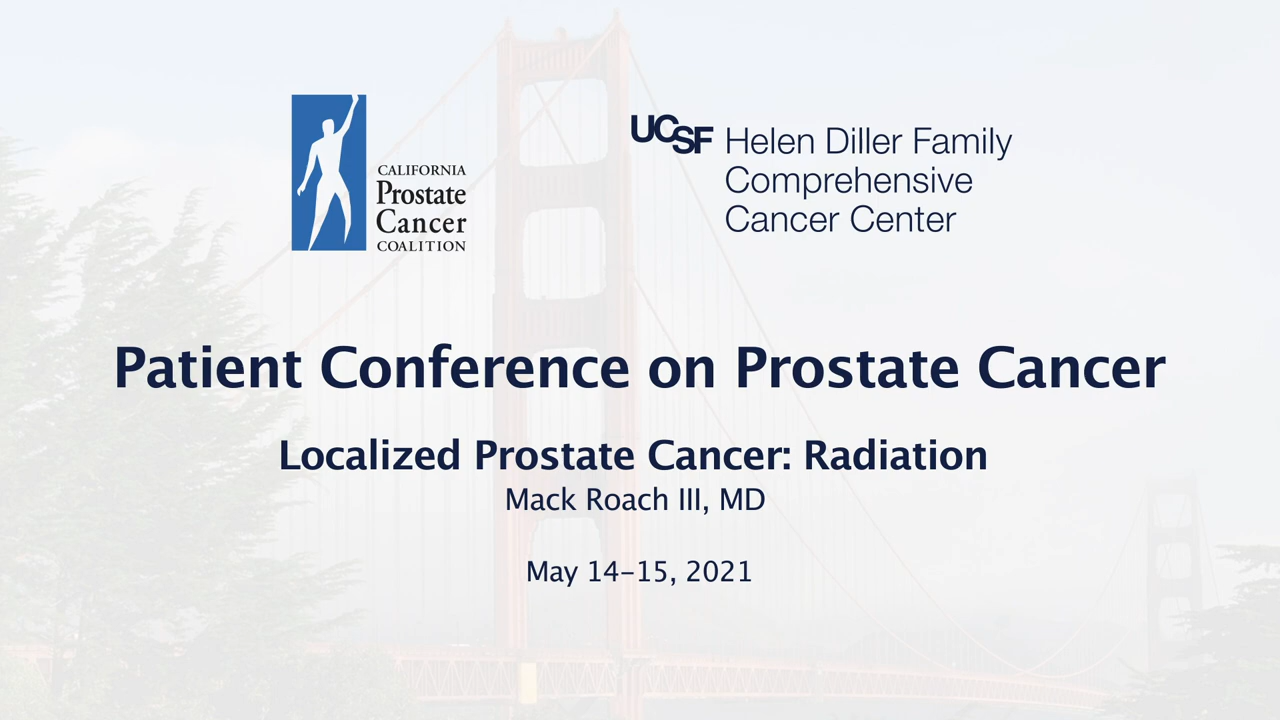 CALIFORNIA
Prostate
Cancer
COALITION
UCSF Helen Diller Family
Comprehensive
Cancer Center
Patient Conference on Prostate Cancer
Localized Prostate Cancer: Radiation
Mack Roach III, MD
May 14–15, 2021